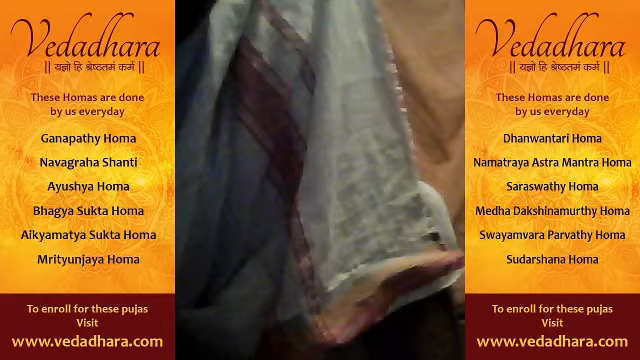 Vedadhara
|| यज्ञो हि श्रेष्ठतमं कर्म ||
These Homas are done
by us everyday
Ganapathy Homa
Navagraha Shanti
Ayushya Homa
Bhagya Sukta Homa
Aikyamatya Sukta Homa
Mrityunjaya Homa
To enroll for these pujas
Visit
www.vedadhara.com
Vedadhara
|| यज्ञो हि श्रेष्ठतमं कर्म ||
These Homas are done
by us everyday
Dhanwantari Homa
Namatraya Astra Mantra Homa
Saraswathy Homa
Medha Dakshinamurthy Homa
Swayamvara Parvathy Homa
Sudarshana Homa
To enroll for these pujas
Visit
www.vedadhara.com